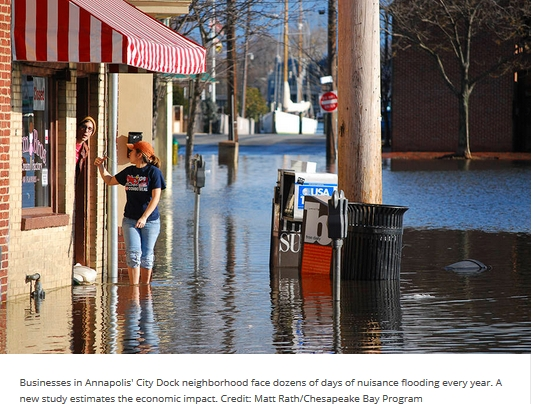 USA
SU
b
Businesses in Annapolis' City Dock neighborhood face dozens of days of nuisance flooding every year. A
new study estimates the economic impact. Credit: Matt Rath/Chesapeake Bay Program